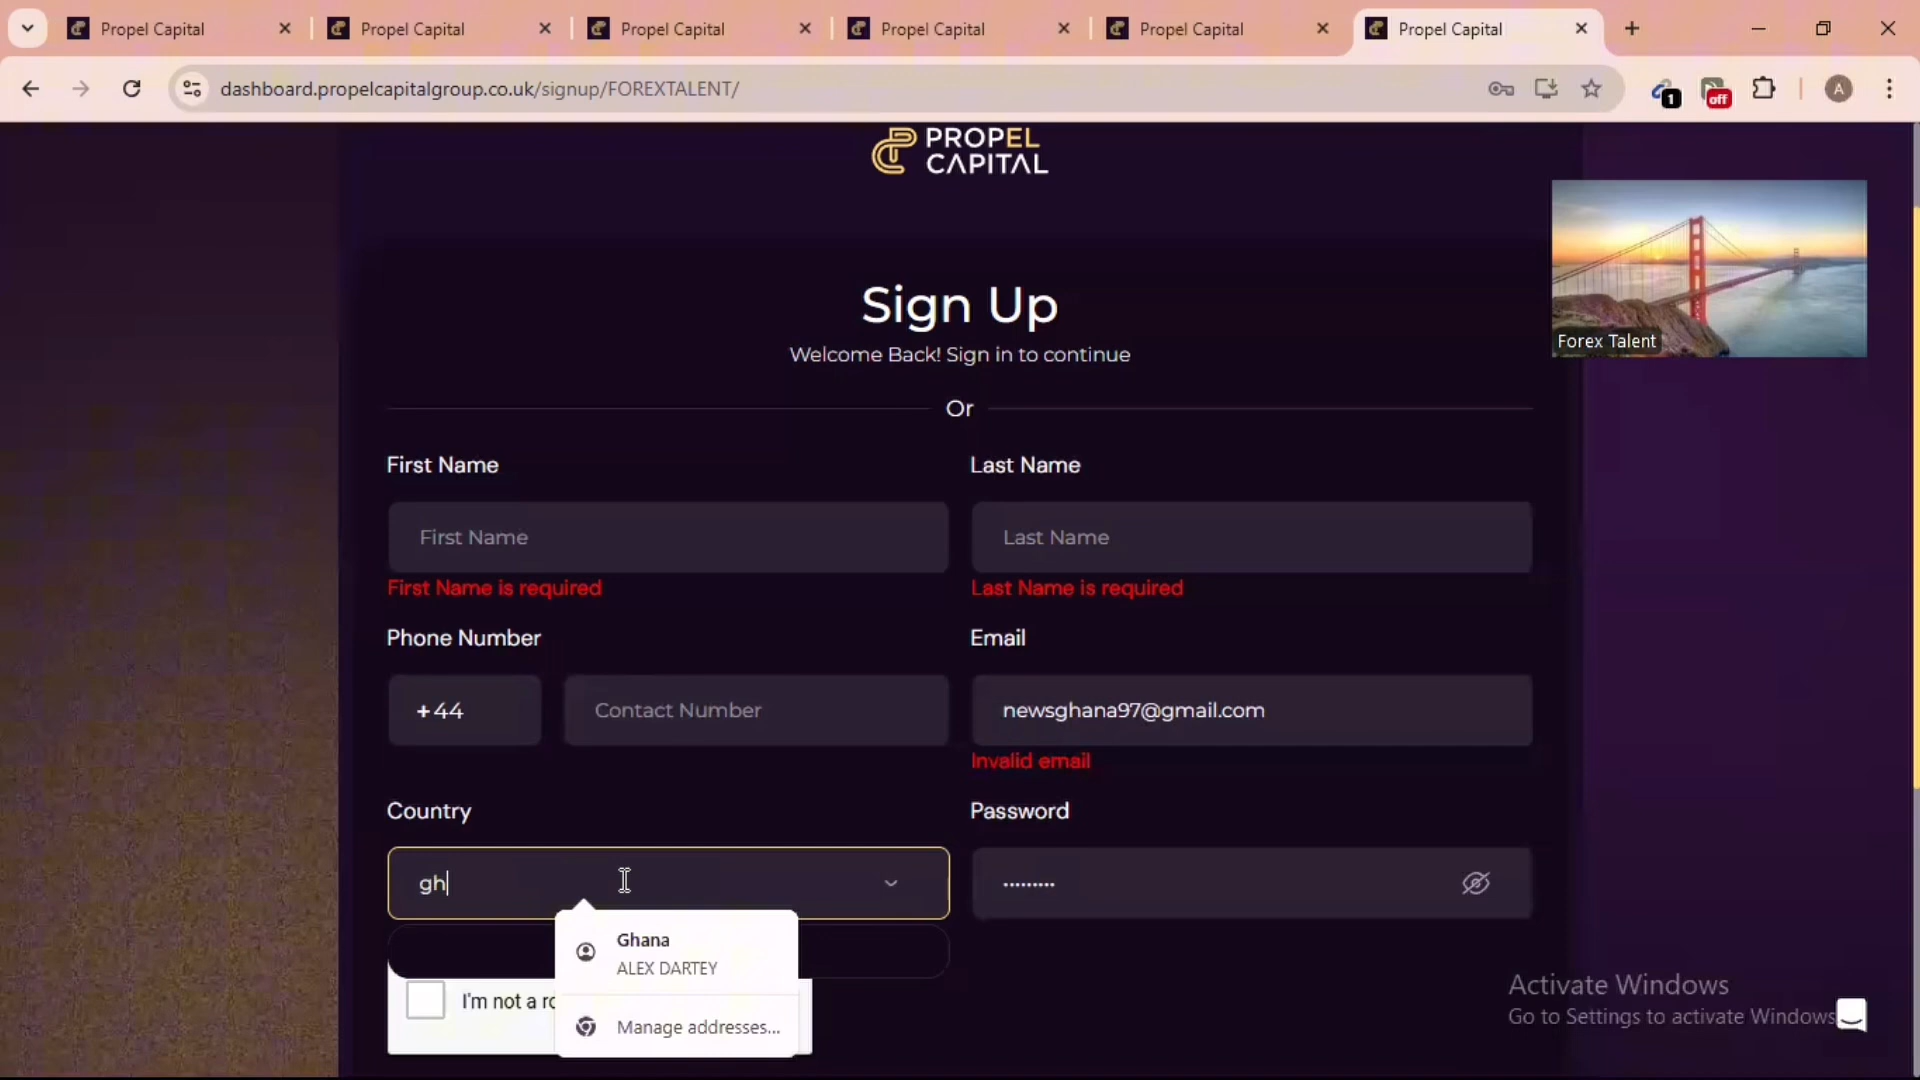 Propel Capital
Propel Capital
Propel Capital
Propel Capital
Propel Capital
Propel Capital
dashboard.propelcapitalgroup.co.uk/signup/FOREXTALENT/
1
off
A
PROPEL
CAPITAL
Forex Talent
Sign Up
Welcome Back! Sign in to continue
Or
First Name
Last Name
First Name
Last Name
First Name is required
Last Name is required
Phone Number
Email
+44
Contact Number
newsghana97@gmail.com
Invalid email
Country
Password
gh
Ghana
ALEX DARTEY
I'm not a ro
Manage addresses...
Activate Windows
Go to Settings to activate Windows